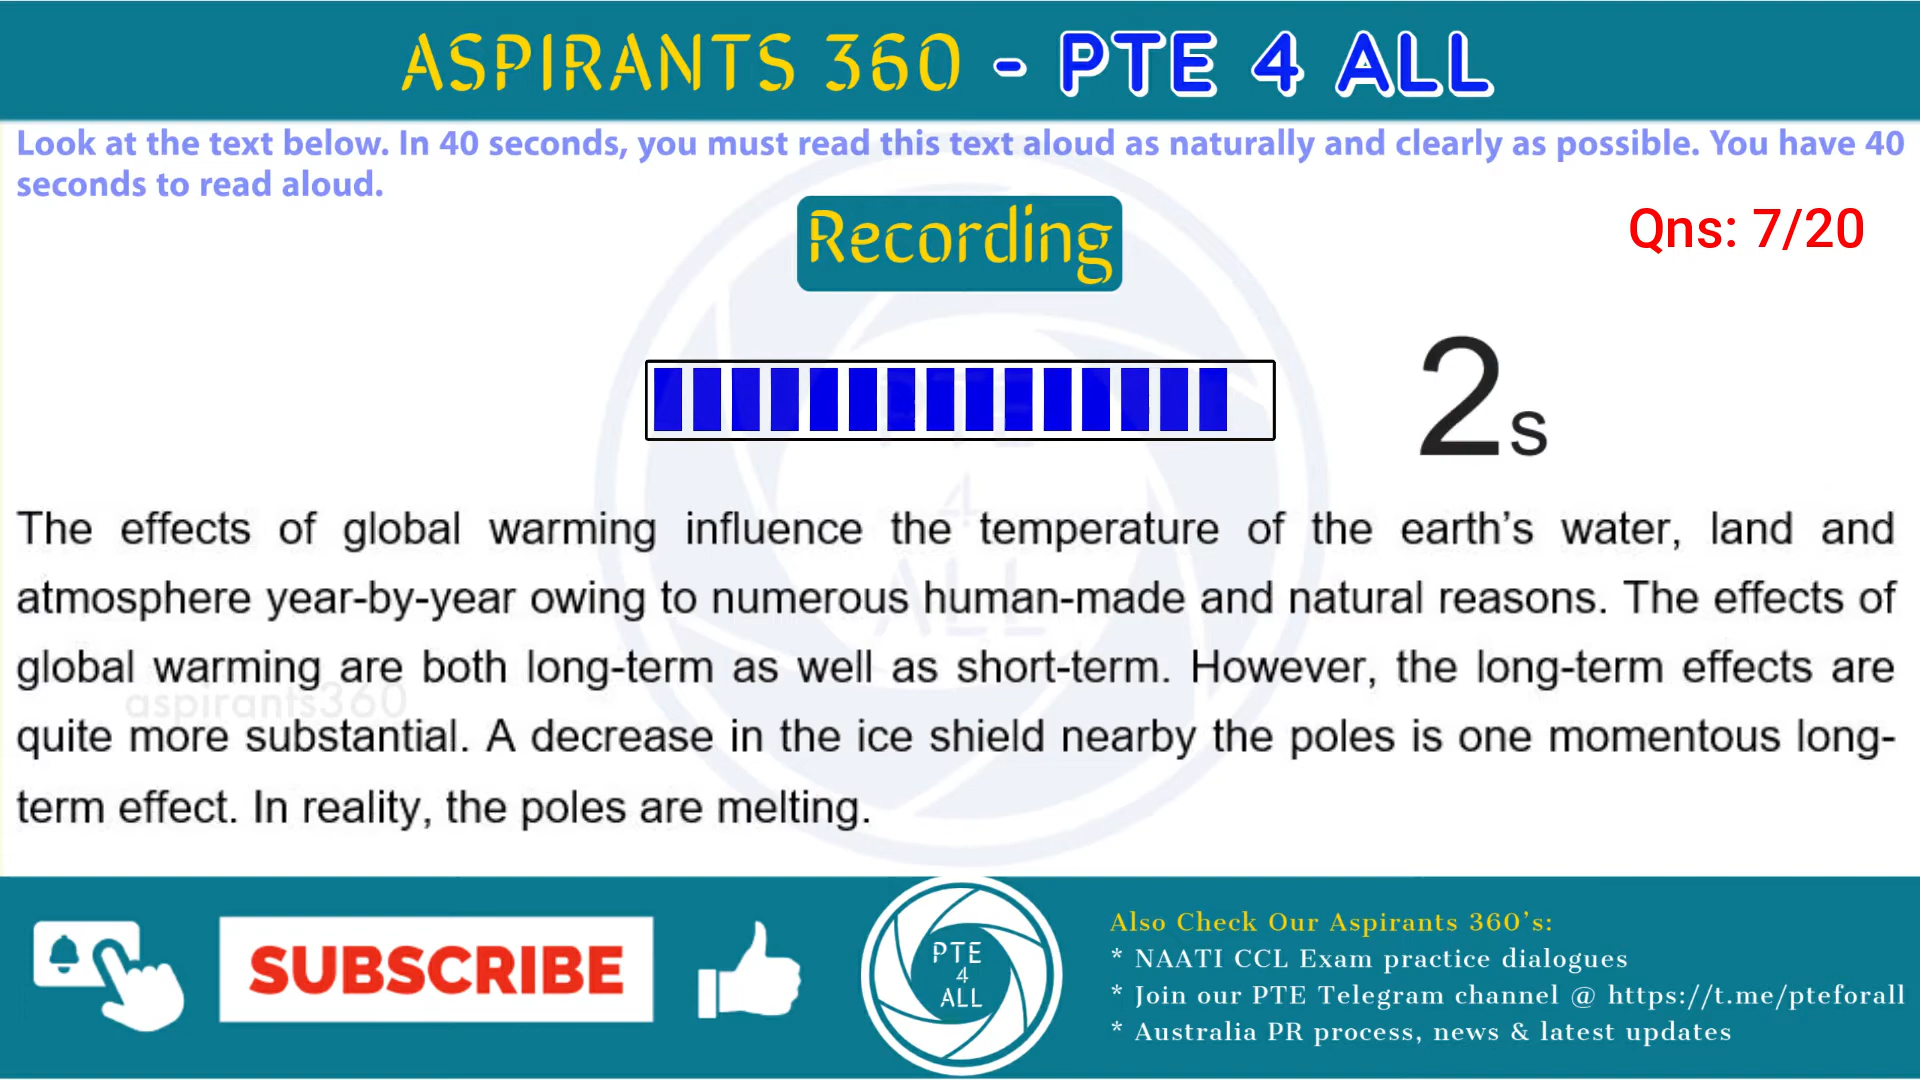 ASPIRANTS 360 - PTE 4 ALL
Look at the text below. In 40 seconds, you must read this text aloud as naturally and clearly as possible. You have 40
seconds to read aloud.
Recording
Qns: 7/20
2s
PTE
4
ALL
The effects of global warming influence the temperature of the earth's water, land and
atmosphere year-by-year owing to numerous human-made and natural reasons. The effects of
global warming are both long-term as well as short-term. However, the long-term effects are
aspirants360
quite more substantial. A decrease in the ice shield nearby the poles is one momentous long-
term effect. In reality, the poles are melting.
SUBSCRIBE
PTE
4
ALL
Also Check Our Aspirants 360's:
* NAATI CCL Exam practice dialogues
* Join our PTE Telegram channel @ https://t.me/pteforall
* Australia PR process, news & latest updates